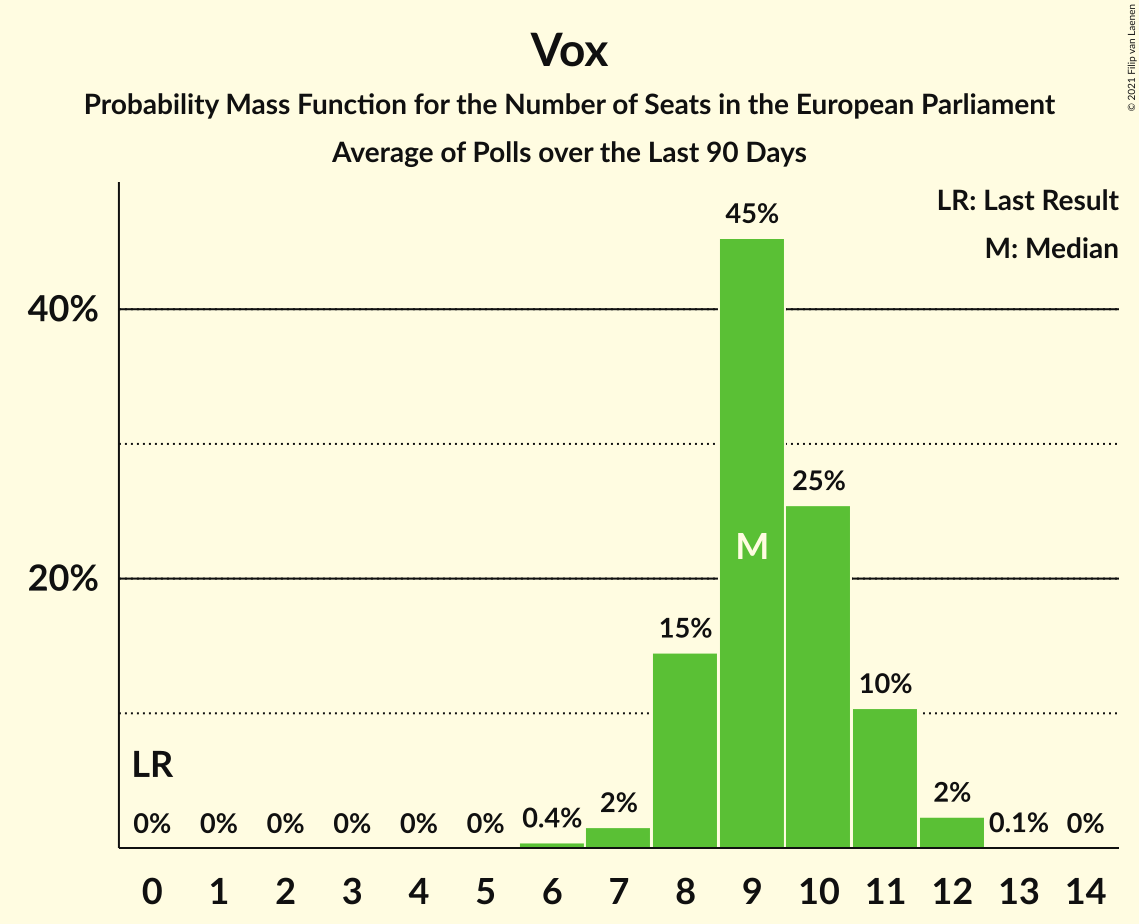 Vox
Probability Mass Function for the Number of Seats in the European Parliament
Average of Polls over the Last 90 Days
© 2021 Filip van Laenen
LR: Last Result
M: Median
45%
40%
25%
M
20%
15%
10%
LR
0% 0% 0% 0% 0% 0% 0.4% 2% 2% 0.1% 0%
0 1 2 3 4 5 6 7 8 9 10 11 12 13 14